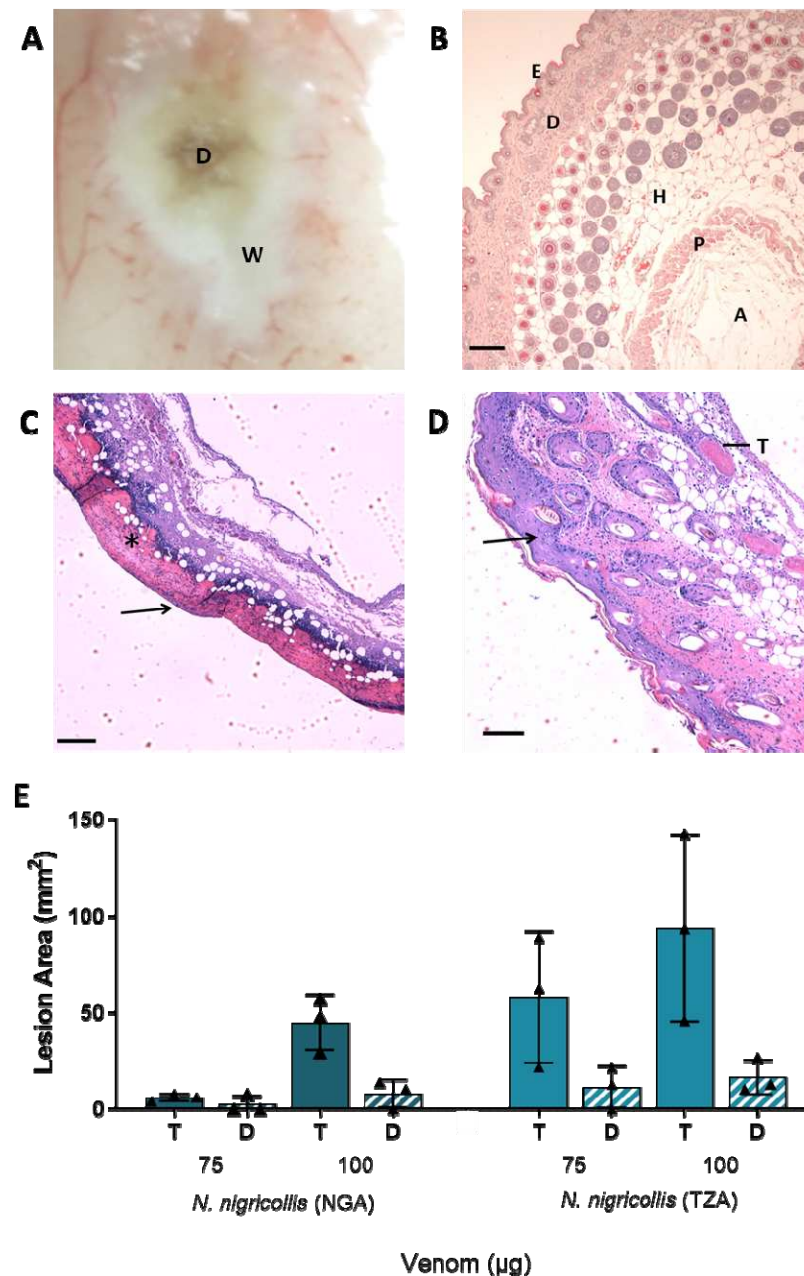 A
D
W
B
E
D
H
P
A
C
*
D
T
E
Lesion Area (mm²)
150
100
50
0
T D T D T D T D
75 100 75 100
N. nigricollis (NGA) N. nigricollis (TZA)
Venom (µg)